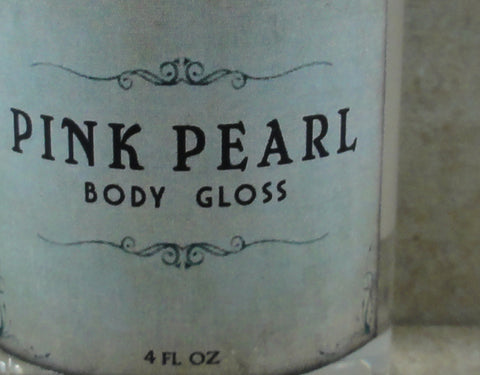 PINK PEARL
BODY GLOSS
4 FL OZ